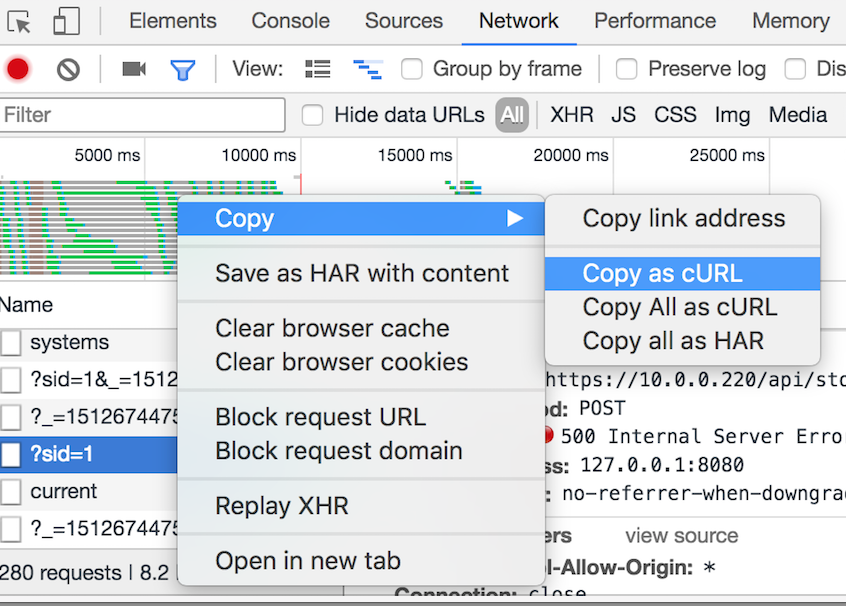 Elements Console Sources Network Performance Memory
View: Group by frame Preserve log Dis
Filter Hide data URLs All XHR JS CSS Img Media
5000 ms 10000 ms 15000 ms 20000 ms 25000 ms
Copy
Save as HAR with content
Clear browser cache
Clear browser cookies
Block request URL
Block request domain
Replay XHR
Open in new tab
Copy link address
Copy as cURL
Copy All as cURL
Copy all as HAR
Name
systems
?sid=1&_=1512
?_=1512674475
?sid=1
current
?_=1512674475
280 requests | 8.2
https://10.0.0.220/api/sto
od: POST
500 Internal Server Erro
ss: 127.0.0.1:8080
: no-referrer-when-downgra
ers view source
ol-Allow-Origin: *
Connection: close